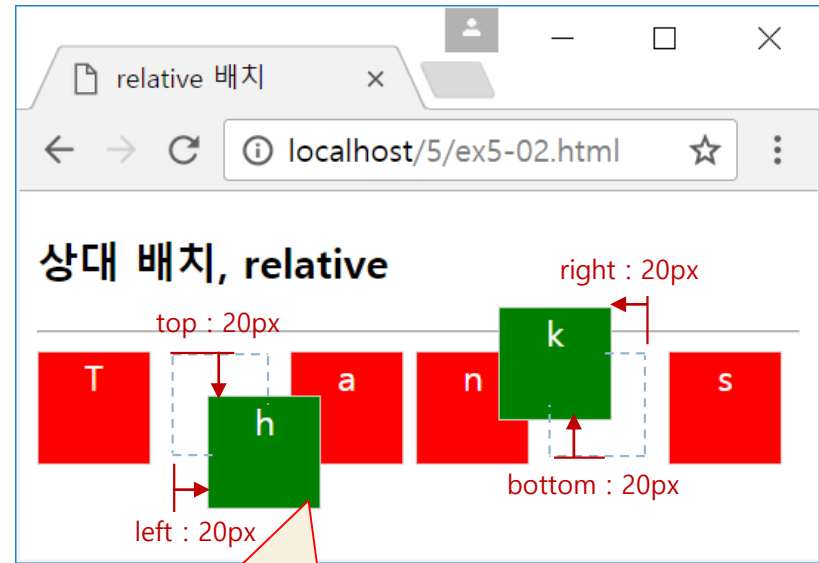 relative 배치
localhost/5/ex5-02.html
상대 배치, relative
right : 20px
top : 20px
k
T
a
n
s
h
bottom : 20px
left : 20px